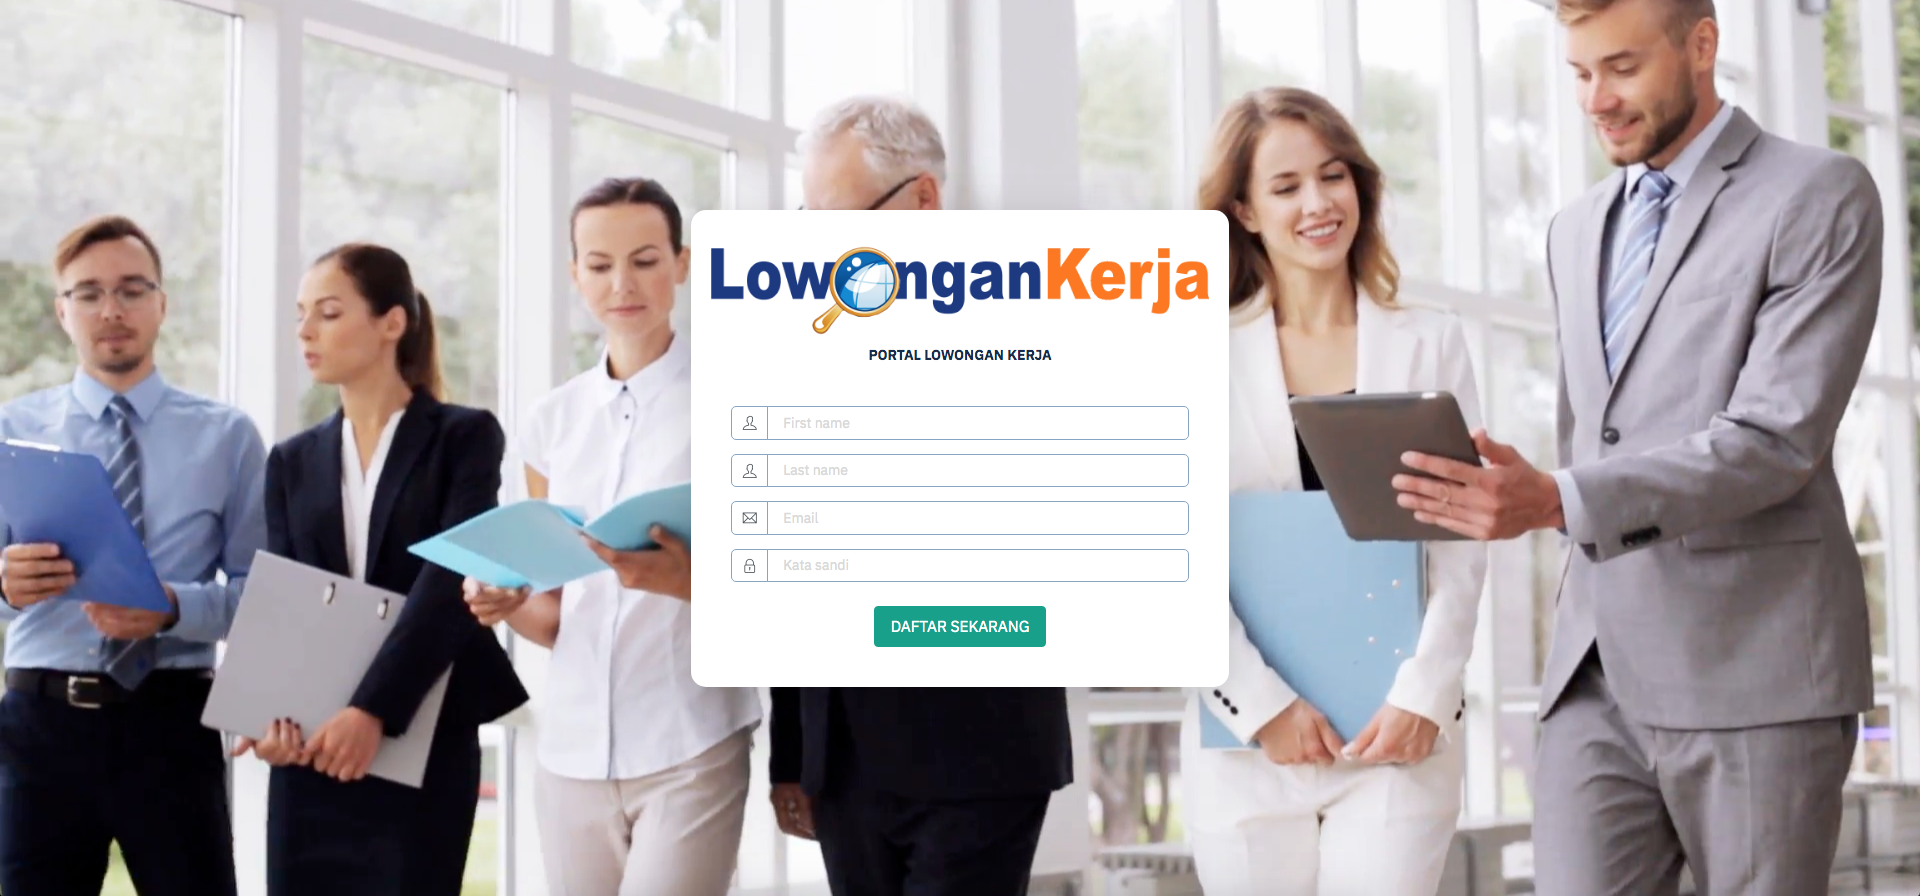 LowonganKerja
PORTAL LOWONGAN KERJA
First name
Last name
Email
Kata sandi
DAFTAR SEKARANG